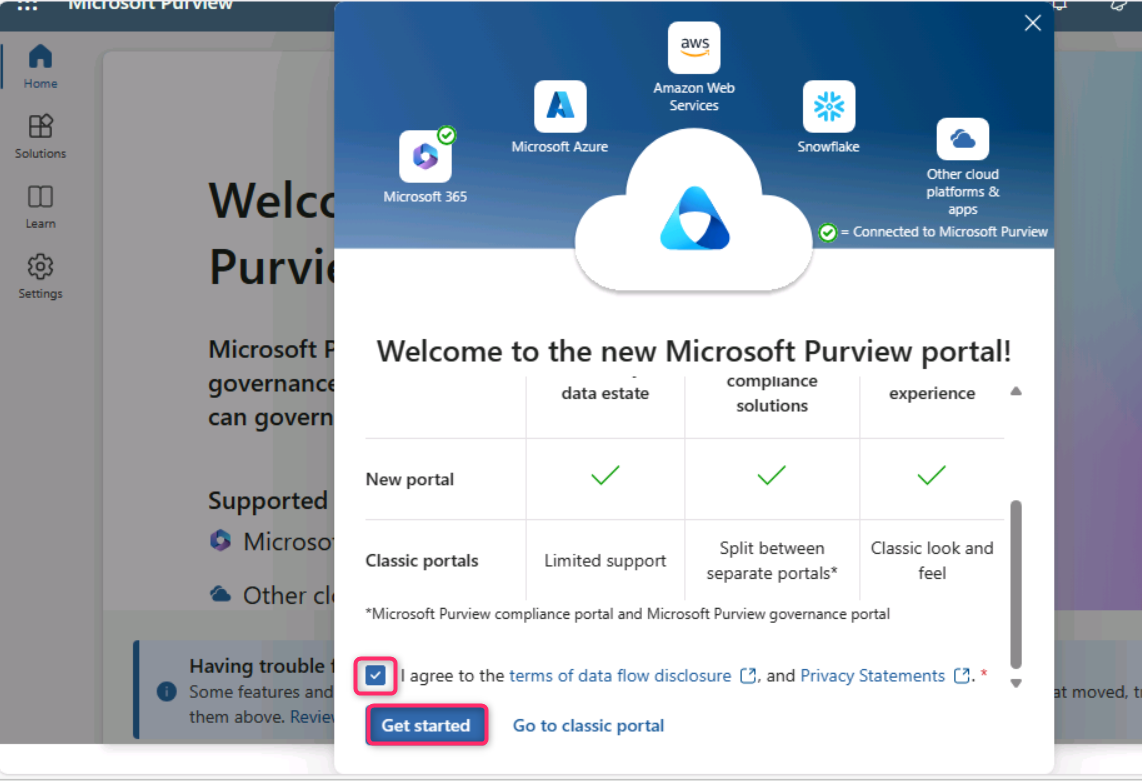 Microsoft Purview
Home
Solutions
Learn
Settings
Welco
Purvie
Microsoft P
governance
can govern
Supported
Microso
Other cl
Having trouble f
Some features and
them above. Review
at moved, t
aws
Amazon Web
Services
Microsoft Azure
Snowflake
Microsoft 365
Other cloud
platforms &
apps
= Connected to Microsoft Purview
Welcome to the new Microsoft Purview portal!
data estate
compliance
solutions
experience
New portal
Classic portals
Limited support
Split between
separate portals*
Classic look and
feel
*Microsoft Purview compliance portal and Microsoft Purview governance portal
I agree to the terms of data flow disclosure , and Privacy Statements . *
Get started Go to classic portal